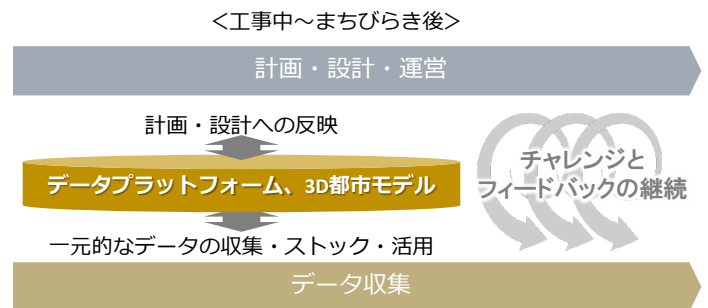 ＜工事中～まちびらき後＞
計画・設計・運営
計画・設計への反映
データプラットフォーム、3D都市モデル
チャレンジと
フィードバックの継続
一元的なデータの収集・ストック・活用
データ収集